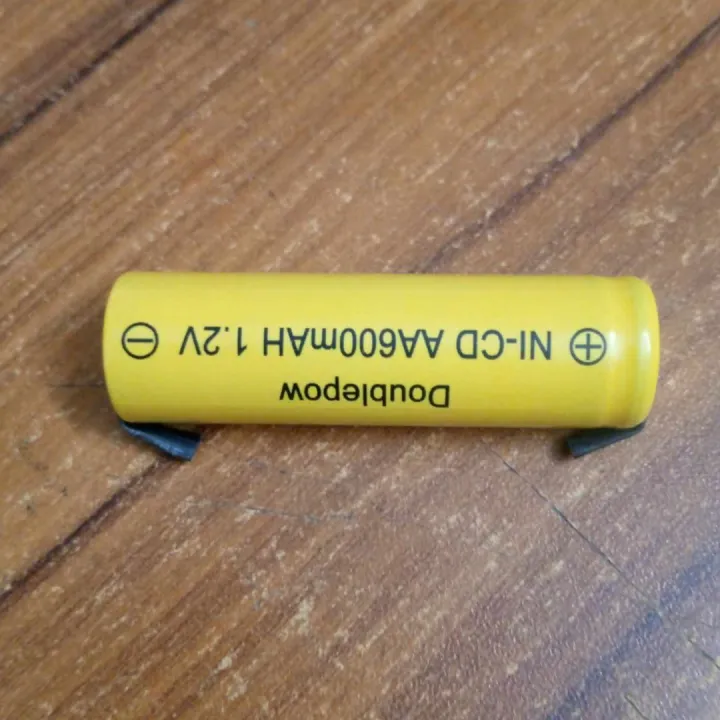 Doublepow
⊕ NI-CD AA600mAH 1.2V ⊖